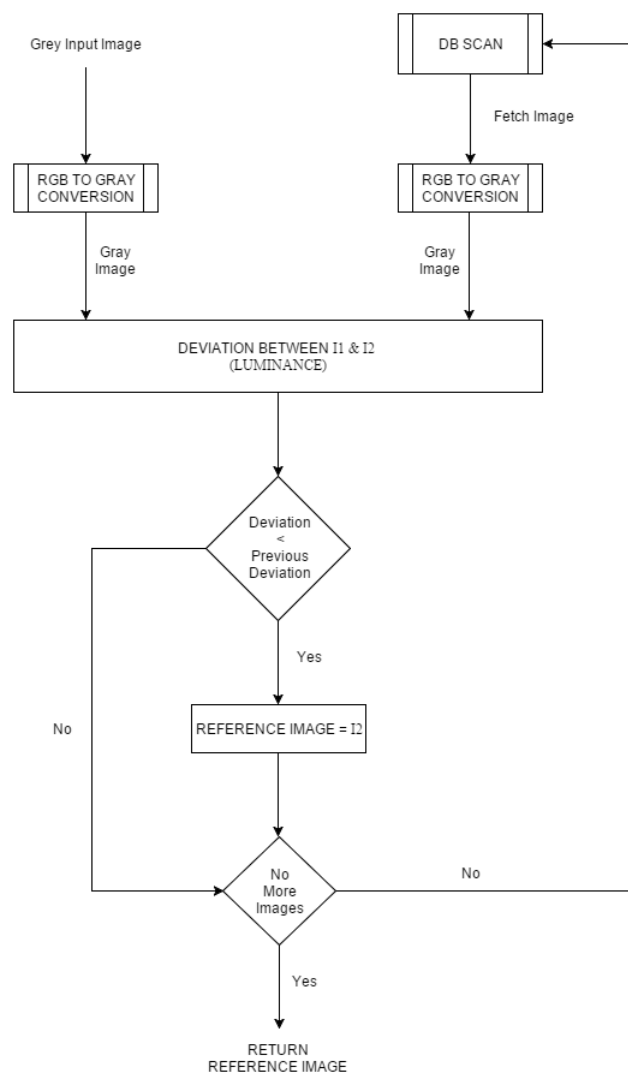 Grey Input Image
DB SCAN
Fetch Image
RGB TO GRAY
CONVERSION
RGB TO GRAY
CONVERSION
Gray
Image
Gray
Image
DEVIATION BETWEEN I1 & I2
(LUMINANCE)
Deviation
<
Previous
Deviation
Yes
No
REFERENCE IMAGE = I2
No
More
Images
No
Yes
RETURN
REFERENCE IMAGE